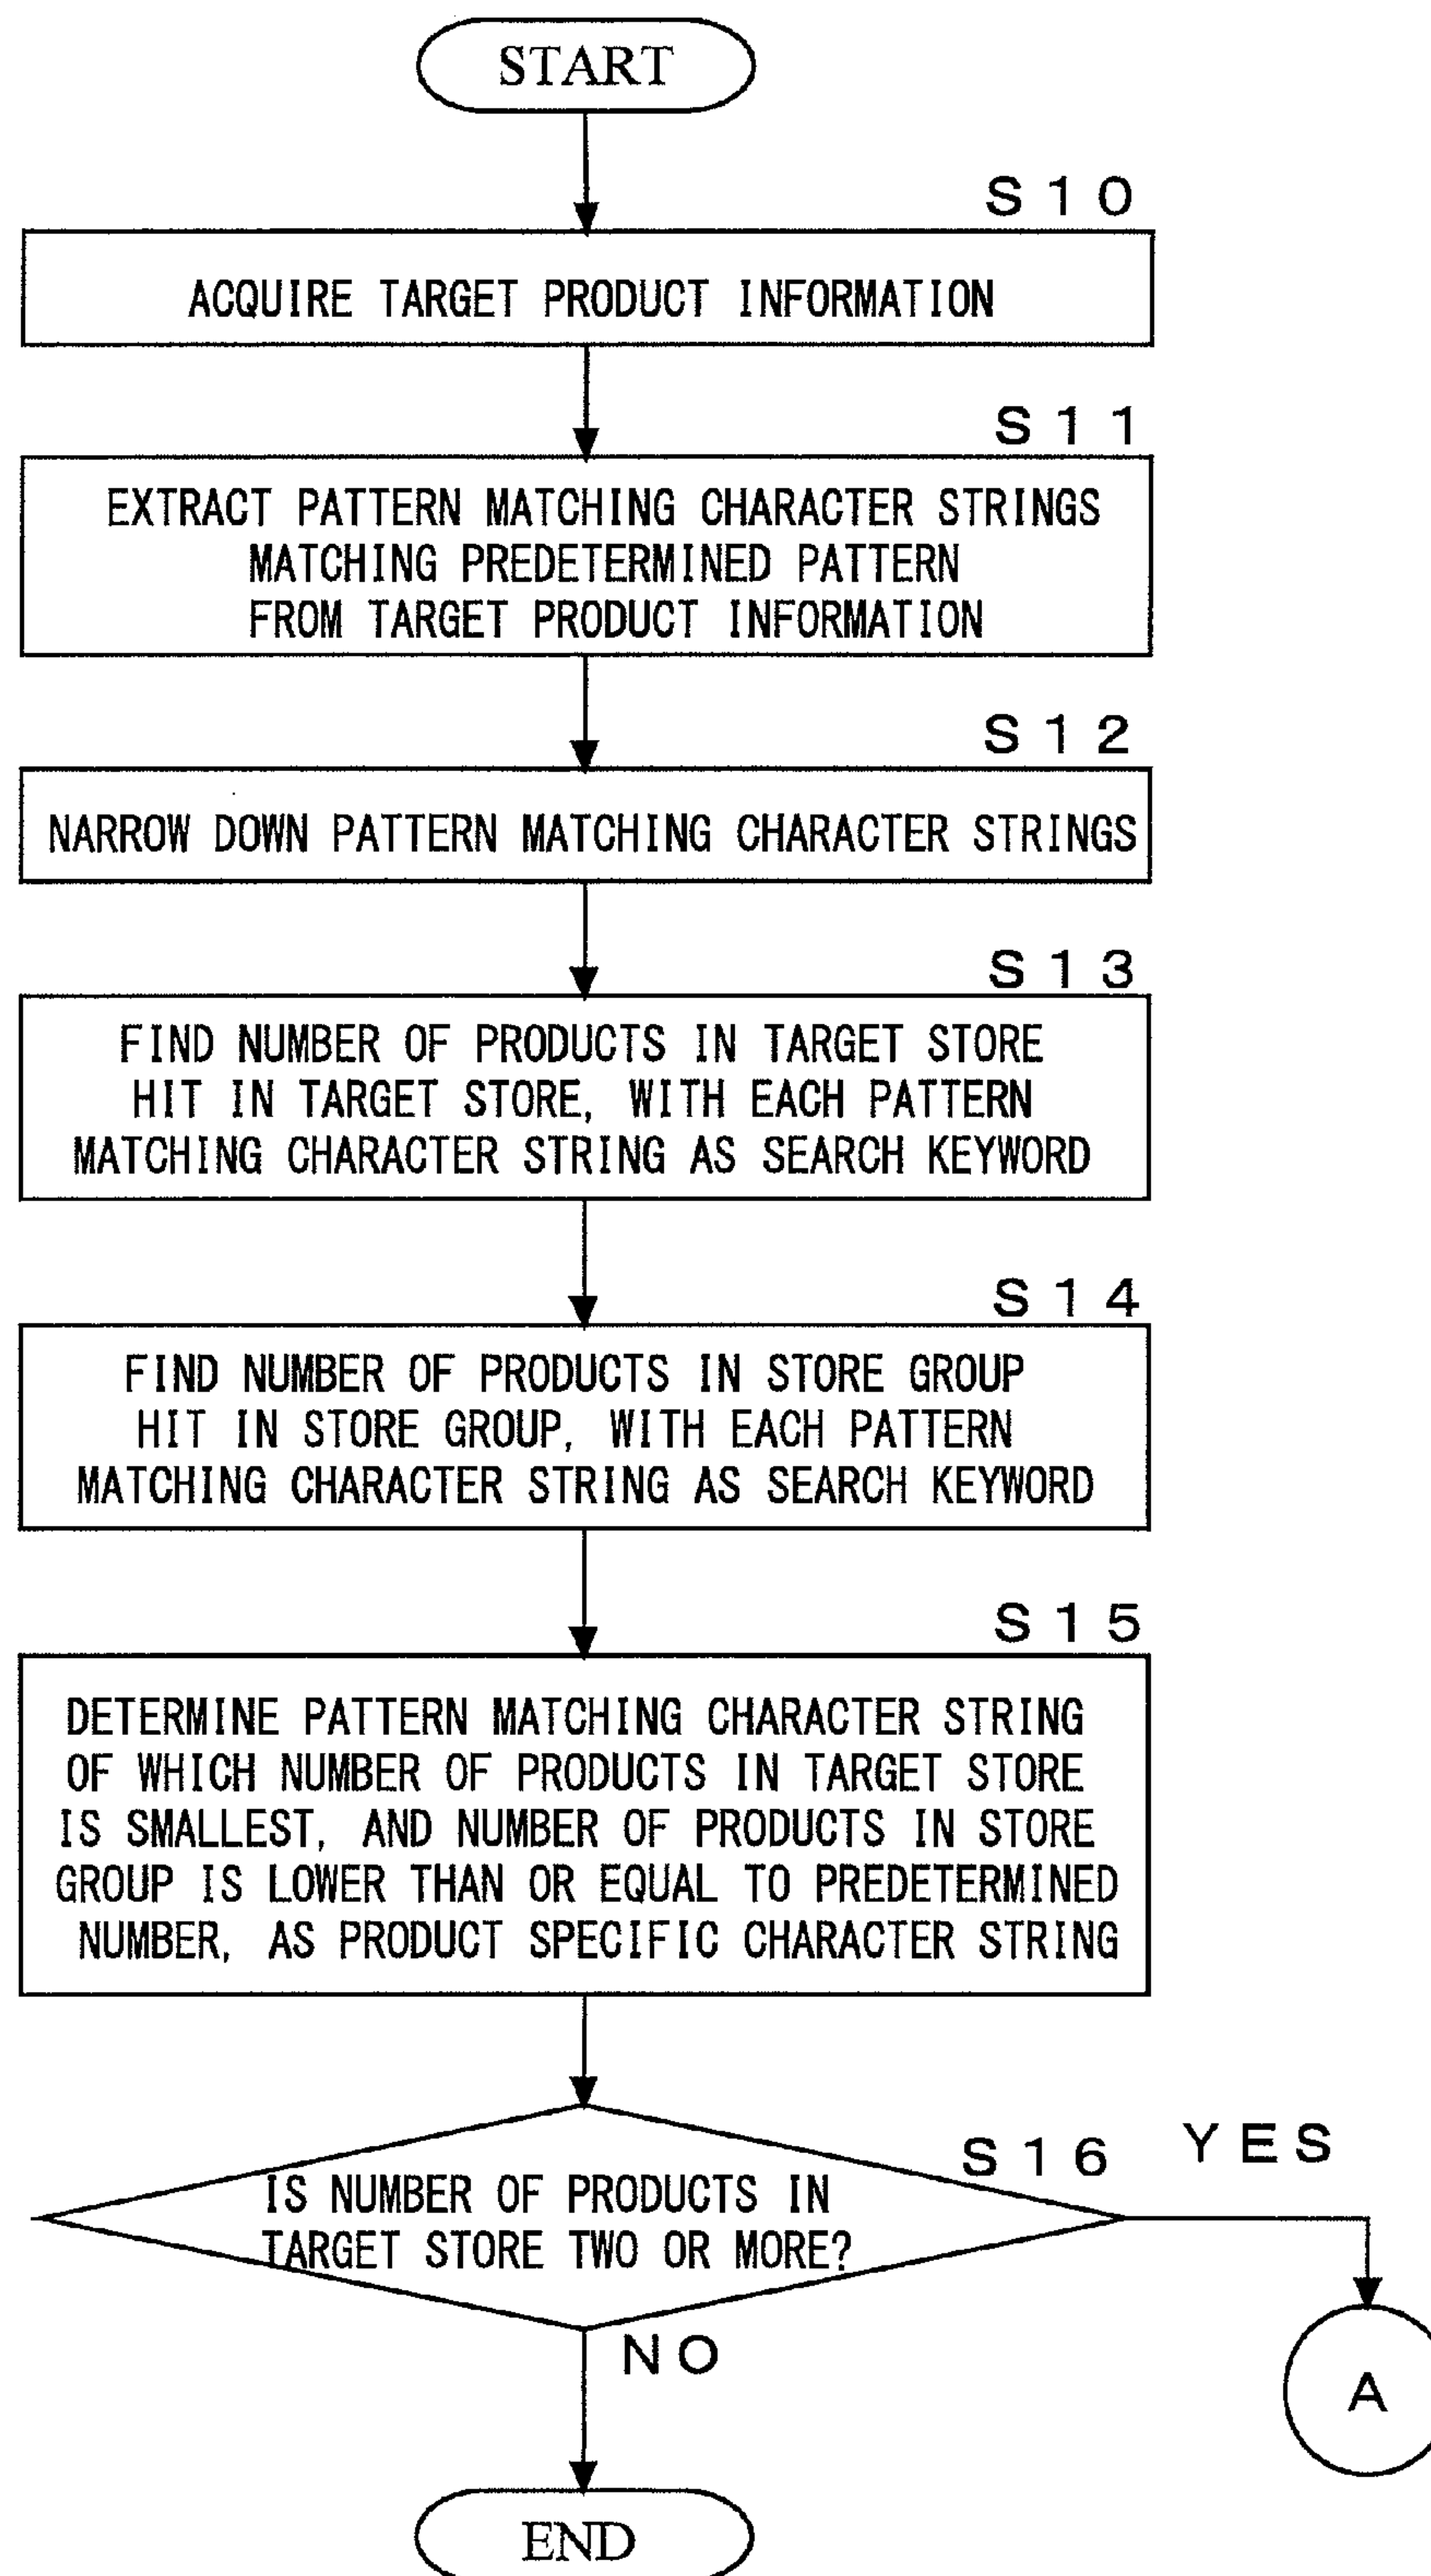 START
S10
ACQUIRE TARGET PRODUCT INFORMATION
S11
EXTRACT PATTERN MATCHING CHARACTER STRINGS
MATCHING PREDETERMINED PATTERN
FROM TARGET PRODUCT INFORMATION
S12
NARROW DOWN PATTERN MATCHING CHARACTER STRINGS
S13
FIND NUMBER OF PRODUCTS IN TARGET STORE
HIT IN TARGET STORE, WITH EACH PATTERN
MATCHING CHARACTER STRING AS SEARCH KEYWORD
S14
FIND NUMBER OF PRODUCTS IN STORE GROUP
HIT IN STORE GROUP, WITH EACH PATTERN
MATCHING CHARACTER STRING AS SEARCH KEYWORD
S15
DETERMINE PATTERN MATCHING CHARACTER STRING
OF WHICH NUMBER OF PRODUCTS IN TARGET STORE
IS SMALLEST, AND NUMBER OF PRODUCTS IN STORE
GROUP IS LOWER THAN OR EQUAL TO PREDETERMINED
NUMBER, AS PRODUCT SPECIFIC CHARACTER STRING
S16
YES
IS NUMBER OF PRODUCTS IN
TARGET STORE TWO OR MORE?
NO
A
END